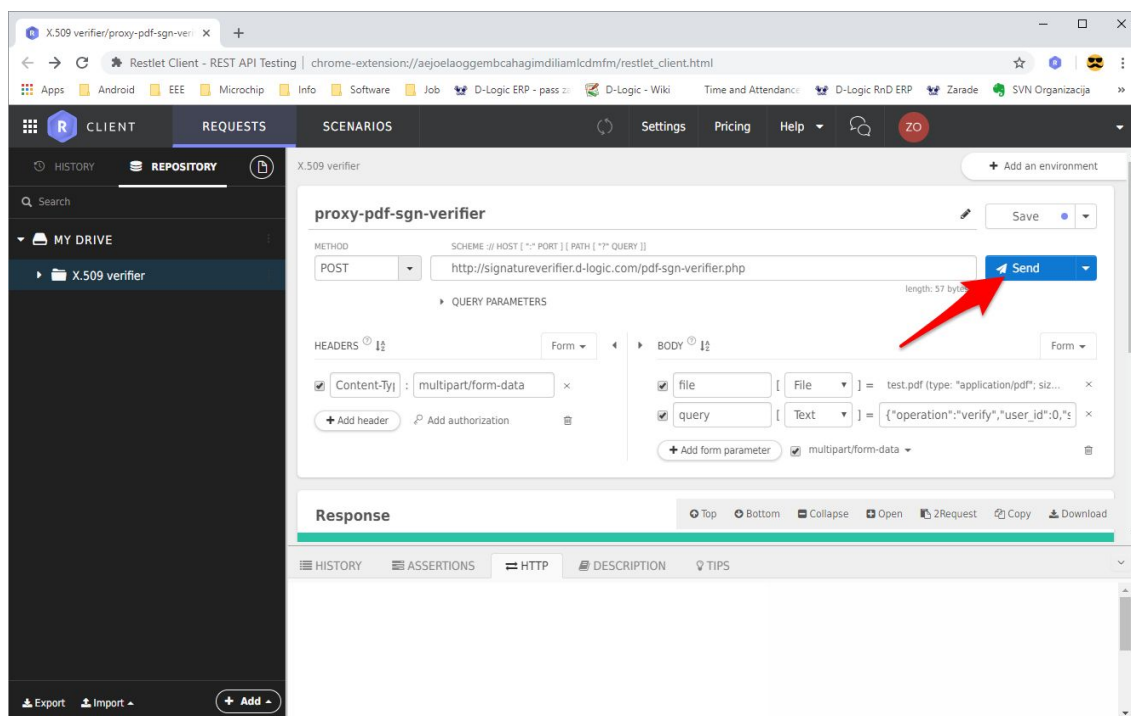 X.509 verifier/proxy-pdf-sgn-veri
Restlet Client - REST API Testing | chrome-extension://aejoelaoggembcahagimdiliamlcdmfm/restlet_client.html
Apps Android EEE Microchip Info Software Job D-Logic ERP - pass za D-Logic - Wiki Time and Attendance D-Logic RnD ERP Zarade SVN Organizacija »
R CLIENT REQUESTS SCENARIOS Settings Pricing Help ZO
HISTORY REPOSITORY X.509 verifier + Add an environment
Search
MY DRIVE
X.509 verifier
proxy-pdf-sgn-verifier Save
METHOD SCHEME :// HOST [ ":" PORT ] [ PATH [ "?" QUERY ]]
POST http://signatureverifier.d-logic.com/pdf-sgn-verifier.php Send
length: 57 bytes
QUERY PARAMETERS
HEADERS Form BODY Form
Content-Ty : multipart/form-data × file [ File ] = test.pdf (type: "application/pdf"; siz... ×
+ Add header Add authorization query [ Text ] = {"operation":"verify","user_id":0,"s ×
+ Add form parameter multipart/form-data
Response Top Bottom Collapse Open 2Request Copy Download
HISTORY ASSERTIONS HTTP DESCRIPTION TIPS
Export Import + Add